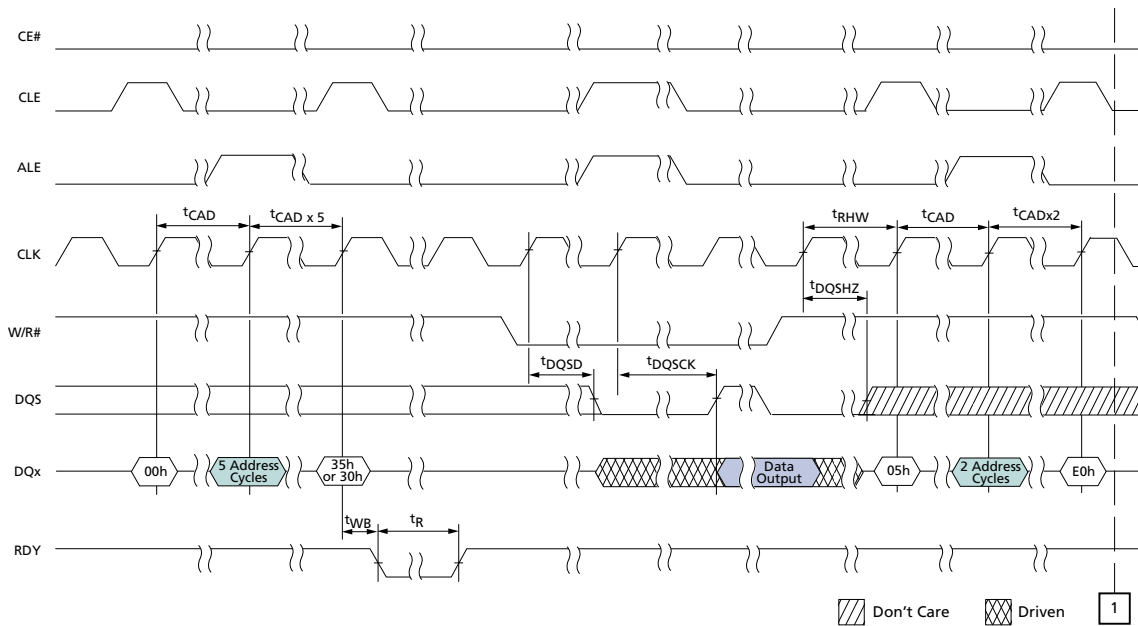 CE#
CLE
ALE
tCAD
tCAD x 5
tRHW
tCAD
tCADx2
CLK
tDQSHZ
W/R#
tDQSD
tDQSCK
DQS
DQx
00h
5 Address
Cycles
35h
or 30h
Data
Output
05h
2 Address
Cycles
E0h
tWB
tR
RDY
Don't Care
Driven
1